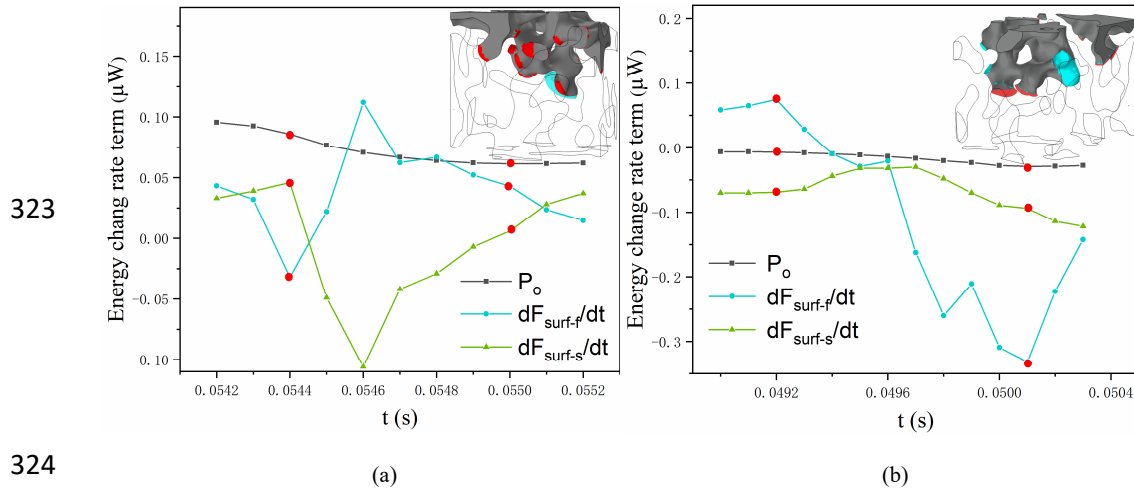 323
Energy chang rate term (μW)
0.15
0.10
0.05
0.00
-0.05
0.10
0.0542
0.0544
0.0546
0.0548
0.0550
0.0552
t (s)
Po
dFsurf-f/dt
dFsurf-s/dt
Energy change rate term (μW)
0.2
0.1
0.0
-0.1
-0.2
-0.3
0.0492
0.0496
0.0500
0.0504
t (s)
Po
dFsurf-f/dt
dFsurf-s/dt
324
(a)
(b)